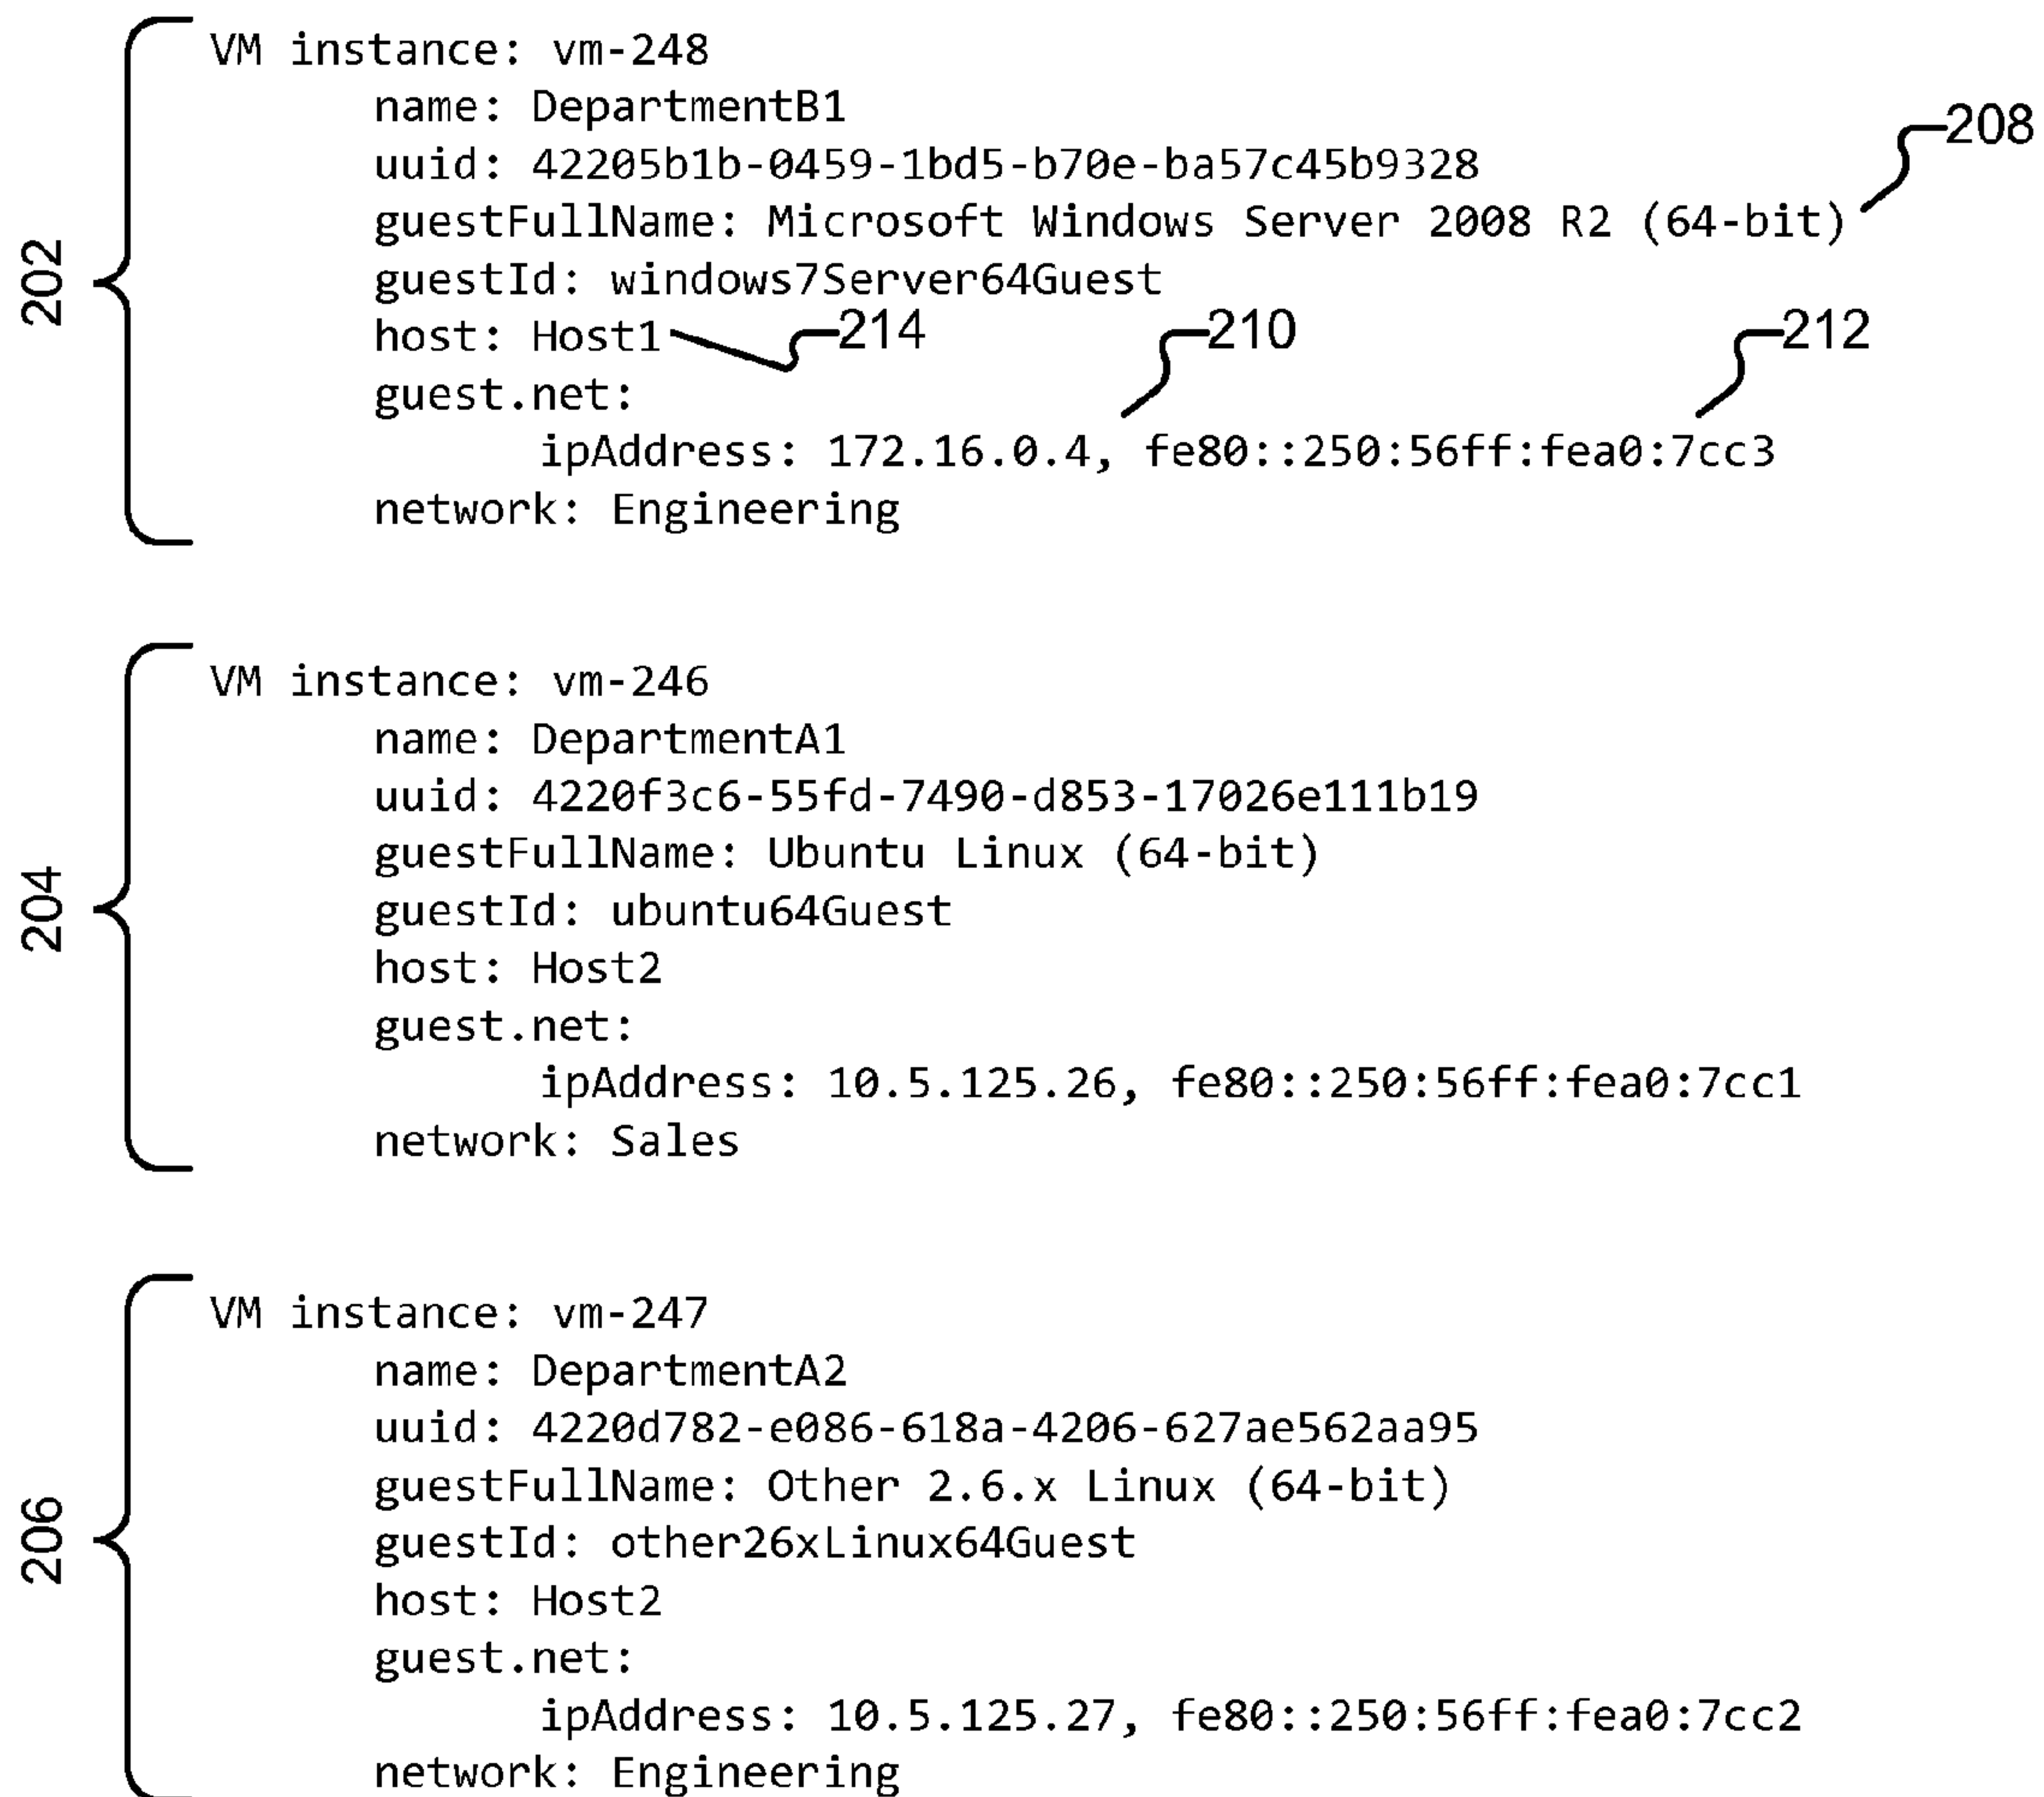 202
VM instance: vm-248
name: DepartmentB1
208
uuid: 42205b1b-0459-1bd5-b70e-ba57c45b9328
guestFullName: Microsoft Windows Server 2008 R2 (64-bit)
guestId: windows7Server64Guest
host: Host1 214 210 212
guest.net:
ipAddress: 172.16.0.4, fe80::250:56ff:fea0:7cc3
network: Engineering
204
VM instance: vm-246
name: DepartmentA1
uuid: 4220f3c6-55fd-7490-d853-17026e111b19
guestFullName: Ubuntu Linux (64-bit)
guestId: ubuntu64Guest
host: Host2
guest.net:
ipAddress: 10.5.125.26, fe80::250:56ff:fea0:7cc1
network: Sales
206
VM instance: vm-247
name: DepartmentA2
uuid: 4220d782-e086-618a-4206-627ae562aa95
guestFullName: Other 2.6.x Linux (64-bit)
guestId: other26xLinux64Guest
host: Host2
guest.net:
ipAddress: 10.5.125.27, fe80::250:56ff:fea0:7cc2
network: Engineering